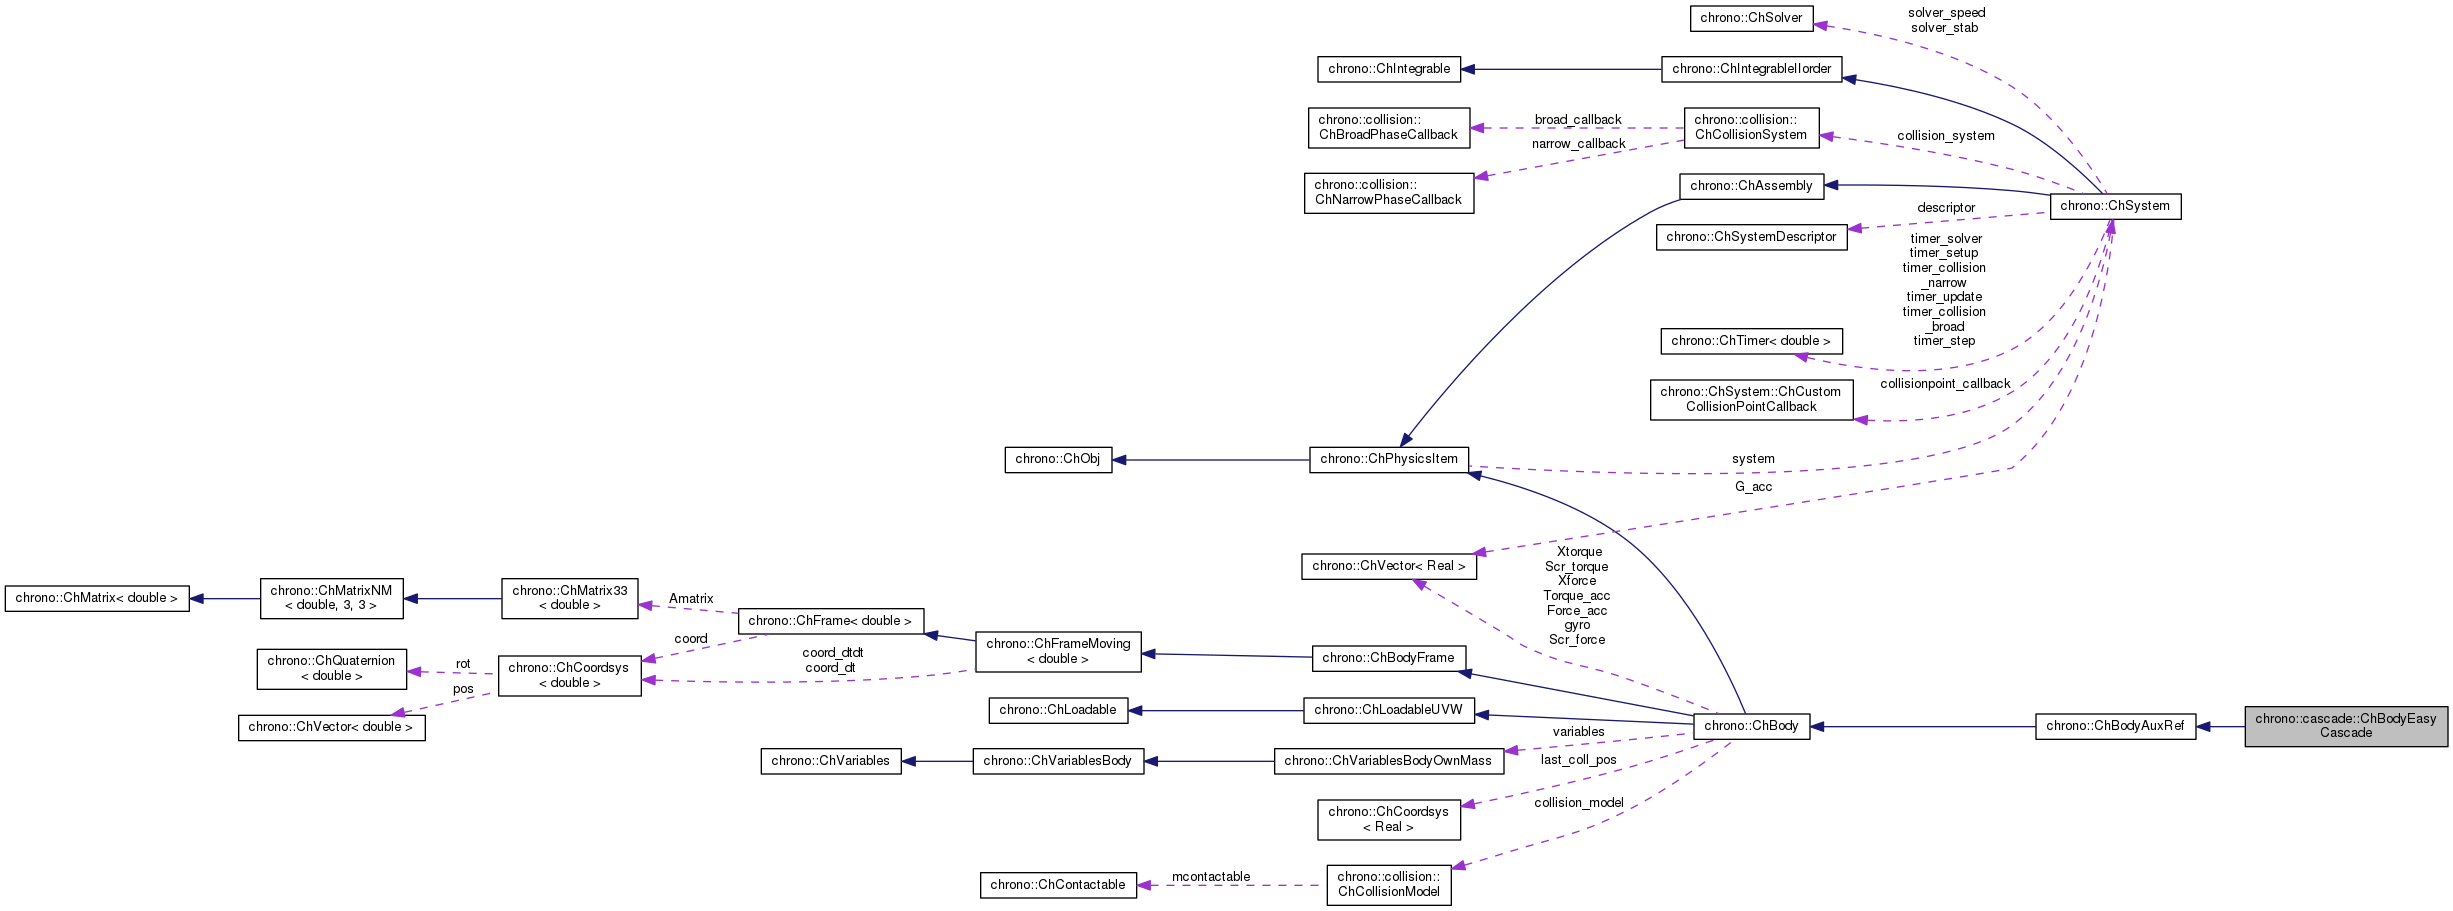 chrono::ChSolver
solver_speed
solver_stab
chrono::ChIntegrable
chrono::ChIntegrableIIorder
chrono::collision::
ChBroadPhaseCallback
broad_callback
chrono::collision::
ChCollisionSystem
collision_system
narrow_callback
chrono::collision::
ChNarrowPhaseCallback
chrono::ChAssembly
chrono::ChSystem
descriptor
chrono::ChSystemDescriptor
timer_solver
timer_setup
timer_collision
_narrow
timer_update
timer_collision
_broad
timer_step
chrono::ChTimer< double >
collisionpoint_callback
chrono::ChSystem::ChCustom
CollisionPointCallback
chrono::ChObj
chrono::ChPhysicsItem
system
G_acc
chrono::ChVector< Real >
Xtorque
Scr_torque
Xforce
Torque_acc
Force_acc
gyro
Scr_force
chrono::ChMatrix< double >
chrono::ChMatrixNM
< double, 3, 3 >
chrono::ChMatrix33
< double >
Amatrix
chrono::ChFrame< double >
coord
chrono::ChFrameMoving
< double >
coord_dtdt
coord_dt
chrono::ChBodyFrame
chrono::ChQuaternion
< double >
rot
chrono::ChCoordsys
< double >
pos
chrono::ChVector< double >
chrono::ChLoadable
chrono::ChLoadableUVW
chrono::ChBody
chrono::ChBodyAuxRef
chrono::cascade::ChBodyEasy
Cascade
variables
chrono::ChVariables
chrono::ChVariablesBody
chrono::ChVariablesBodyOwnMass
last_coll_pos
chrono::ChCoordsys
< Real >
collision_model
chrono::ChContactable
mcontactable
chrono::collision::
ChCollisionModel